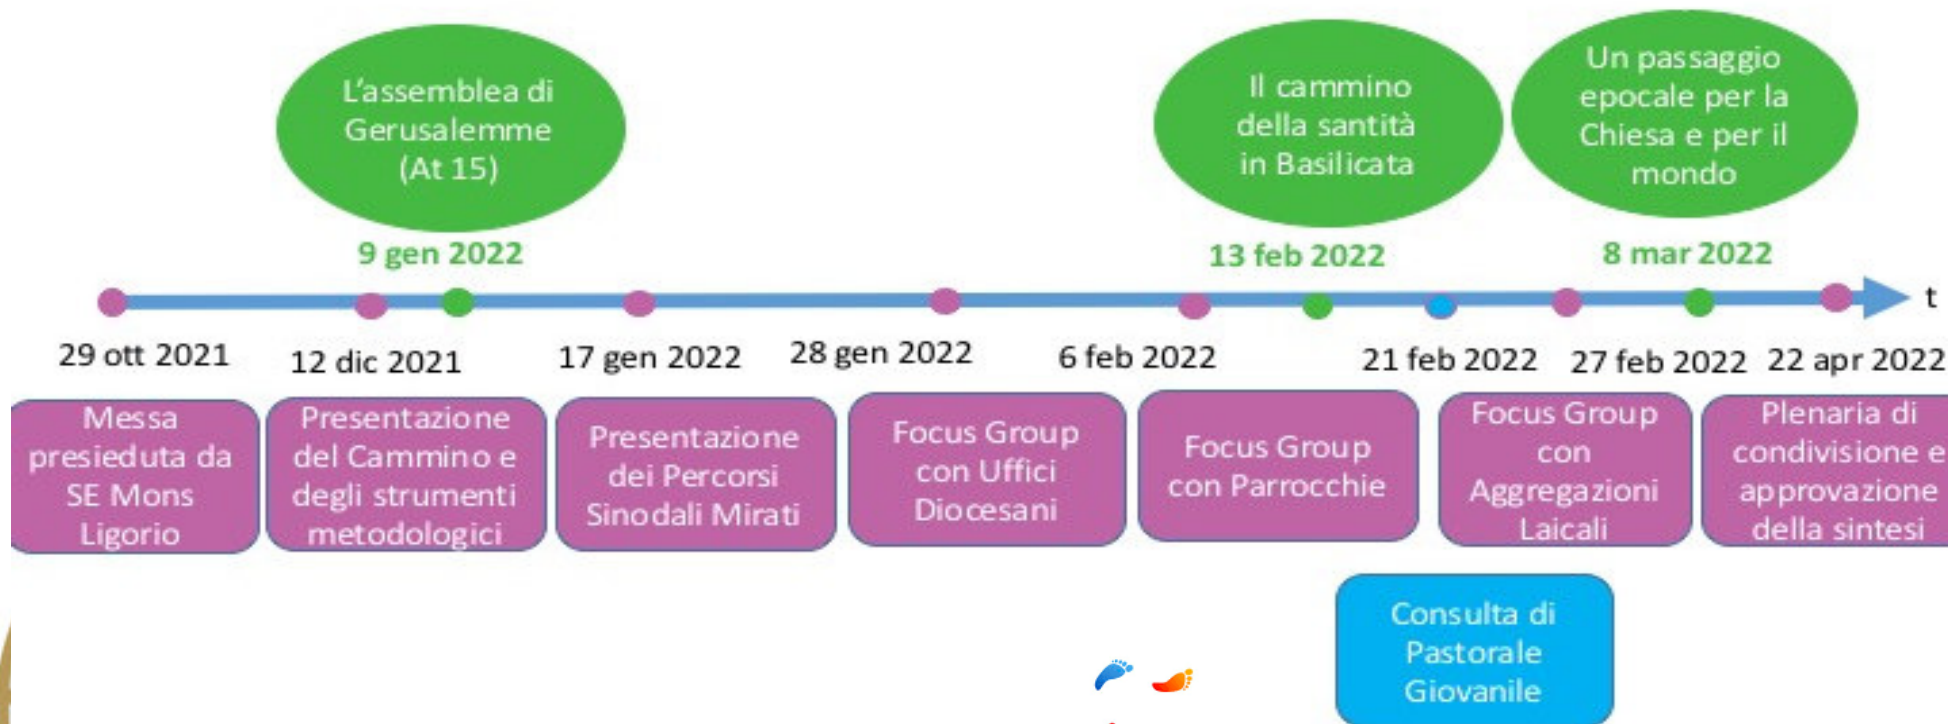 L'assemblea di
Gerusalemme
(At 15)
Il cammino
della santità
in Basilicata
Un passaggio
epocale per la
Chiesa e per il
mondo
9 gen 2022
13 feb 2022
8 mar 2022
t
29 ott 2021
12 dic 2021
17 gen 2022
28 gen 2022
6 feb 2022
21 feb 2022
27 feb 2022
22 apr 2022
Messa
presieduta da
SE Mons
Ligorio
Presentazione
del Cammino e
degli strumenti
metodologici
Presentazione
dei Percorsi
Sinodali Mirati
Focus Group
con Uffici
Diocesani
Focus Group
con Parrocchie
Focus Group
con
Aggregazioni
Laicali
Plenaria di
condivisione e
approvazione
della sintesi
Consulta di
Pastorale
Giovanile